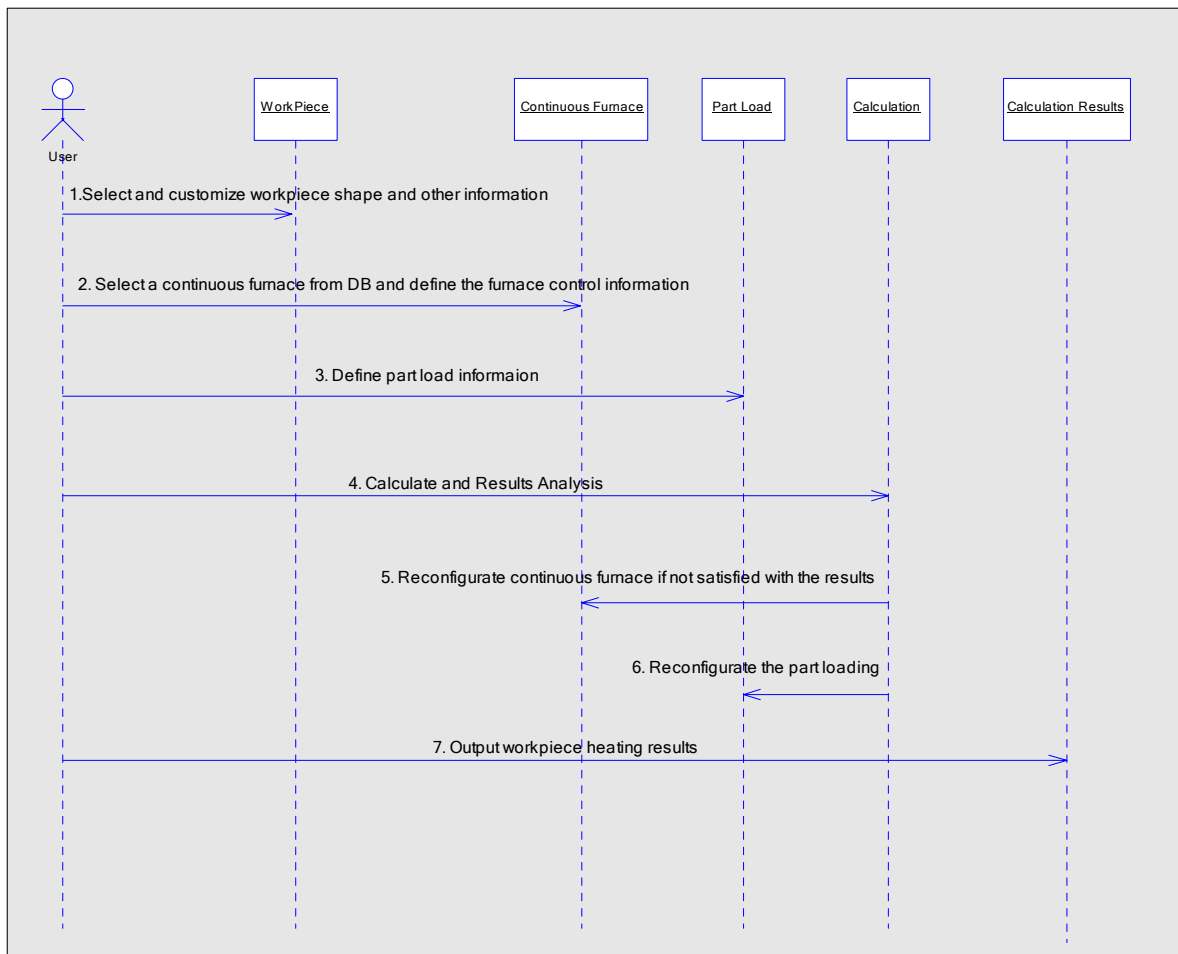 WorkPiece
Continuous Furnace
Part Load
Calculation
Calculation Results
User
1.Select and customize workpiece shape and other information
2. Select a continuous furnace from DB and define the furnace control information
3. Define part load informaion
4. Calculate and Results Analysis
5. Reconfigurate continuous furnace if not satisfied with the results
6. Reconfigurate the part loading
7. Output workpiece heating results